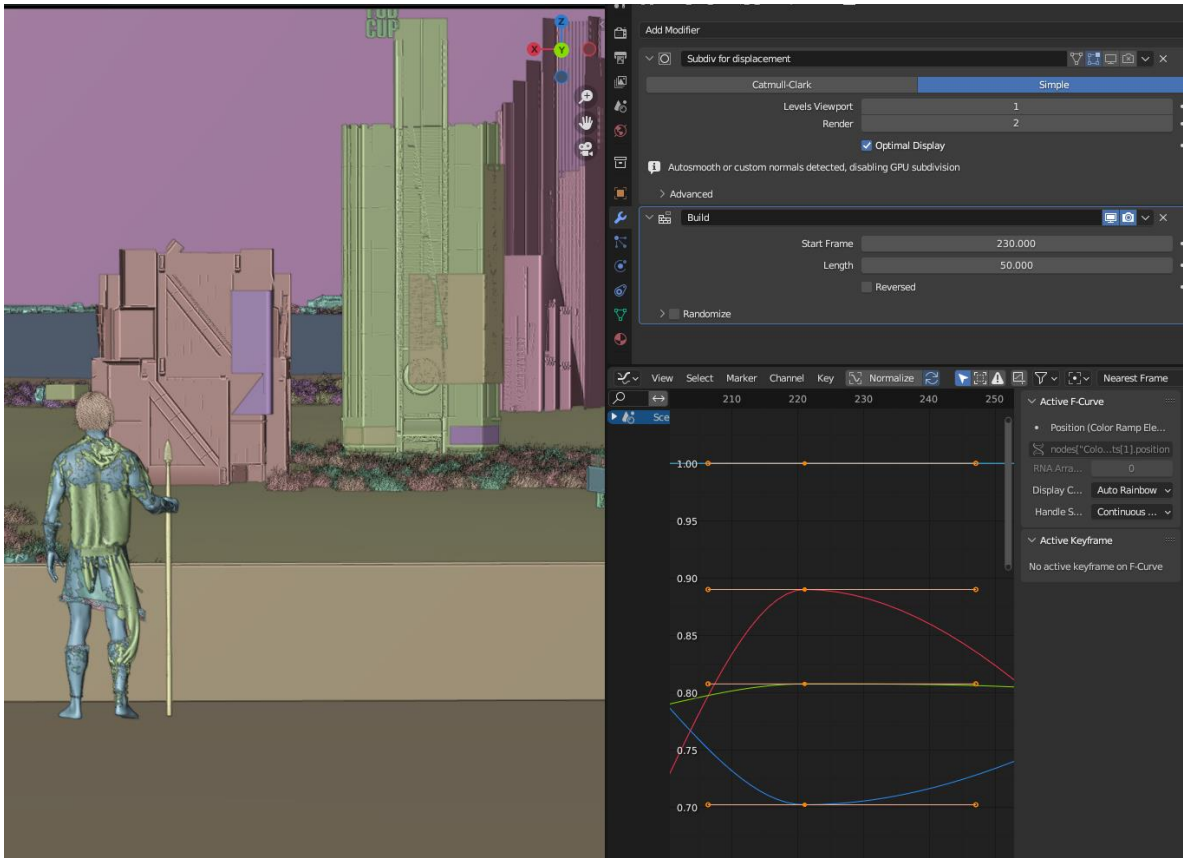 CUP
Z
X
Y
Add Modifier
Subdiv for displacement
Catmull-Clark
Simple
Levels Viewport
1
Render
2
Optimal Display
Autosmooth or custom normals detected, disabling GPU subdivision
Advanced
Build
Start Frame
230.000
Length
50.000
Reversed
Randomize
View Select Marker Channel Key Normalize Nearest Frame
210 220 230 240 250
Sce
1.00
0.95
0.90
0.85
0.80
0.75
0.70
Active F-Curve
Position (Color Ramp Ele...
nodes["Colo...ts[1].position
RNA Arra... 0
Display C... Auto Rainbow
Handle S... Continuous ...
Active Keyframe
No active keyframe on F-Curve